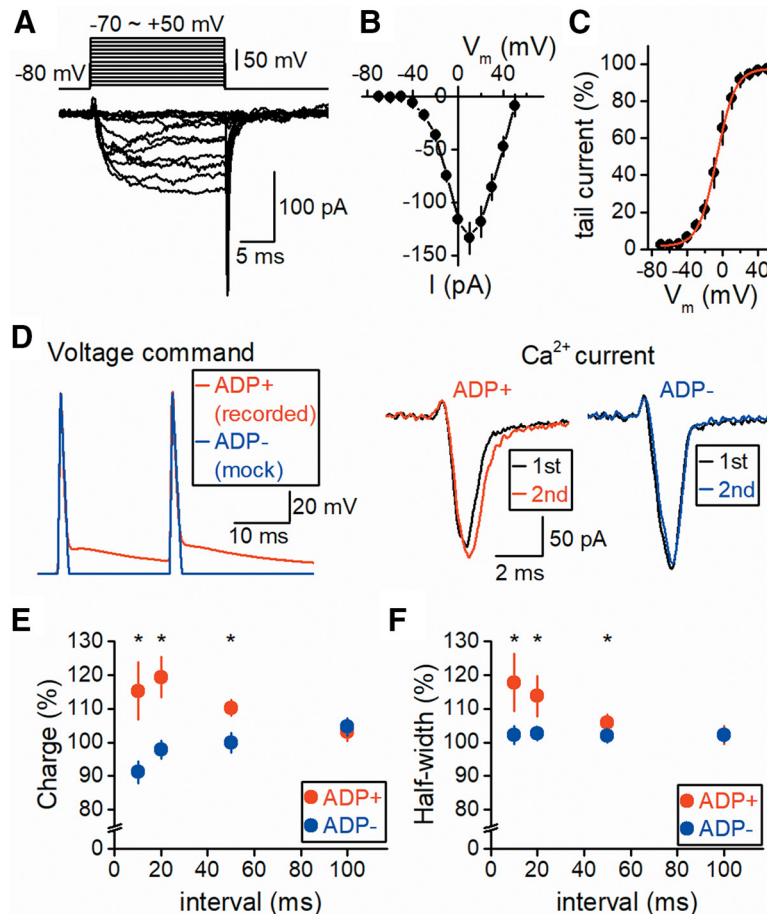 A
-70 ~ +50 mV
50 mV
-80 mV
100 pA
5 ms
B
Vm (mV)
0 40
0
-50
-100
-150
I (pA)
C
tail current (%)
100
80
60
40
20
0
-80 -40 0 40
Vm (mV)
D
Voltage command
ADP+
(recorded)
ADP-
(mock)
20 mV
10 ms
Ca2+ current
ADP+
1st
2nd
50 pA
2 ms
ADP-
1st
2nd
E
Charge (%)
130
120
110
100
90
80
0
* * *
ADP+
ADP-
0 20 40 60 80 100
interval (ms)
F
Half-width (%)
130
120
110
100
90
80
0
* * *
ADP+
ADP-
0 20 40 60 80 100
interval (ms)